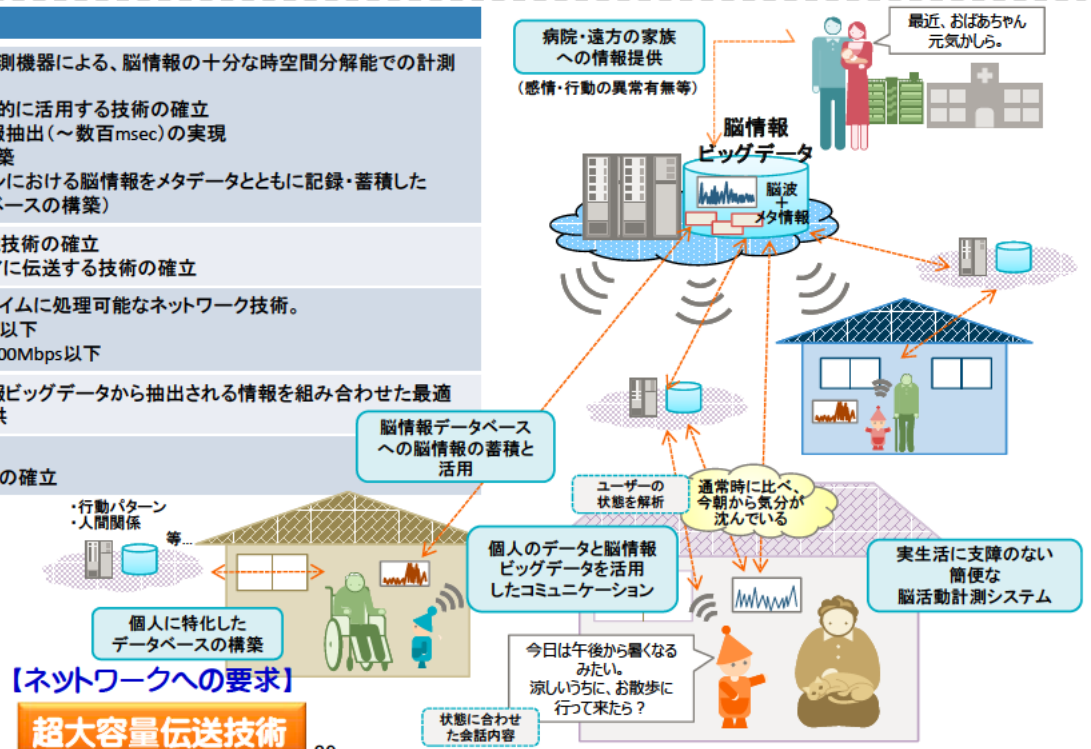 測機器による、脳情報の十分な時空間分解能での計測
的に活用する技術の確立
報抽出（～数百msec）の実現
築
ンにおける脳情報をメタデータとともに記録・蓄積した
ベースの構築）
技術の確立
に伝送する技術の確立
イムに処理可能なネットワーク技術。
以下
00Mbps以下
報ビッグデータから抽出される情報を組み合わせた最適
供
の確立
病院・遠方の家族
への情報提供
（感情・行動の異常有無等）
最近、おばあちゃん
元気かしら。
脳情報
ビッグデータ
脳波
＋
メタ情報
脳情報データベース
への脳情報の蓄積と
活用
ユーザーの
状態を解析
通常時に比べ、
今朝から気分が
沈んでいる
・行動パターン
・人間関係
等…
個人のデータと脳情報
ビッグデータを活用
したコミュニケーション
実生活に支障のない
簡便な
脳活動計測システム
個人に特化した
データベースの構築
今日は午後から暑くなる
みたい。
涼しいうちに、お散歩に
行って来たら？
状態に合わせ
た会話内容
【ネットワークへの要求】
超大容量伝送技術